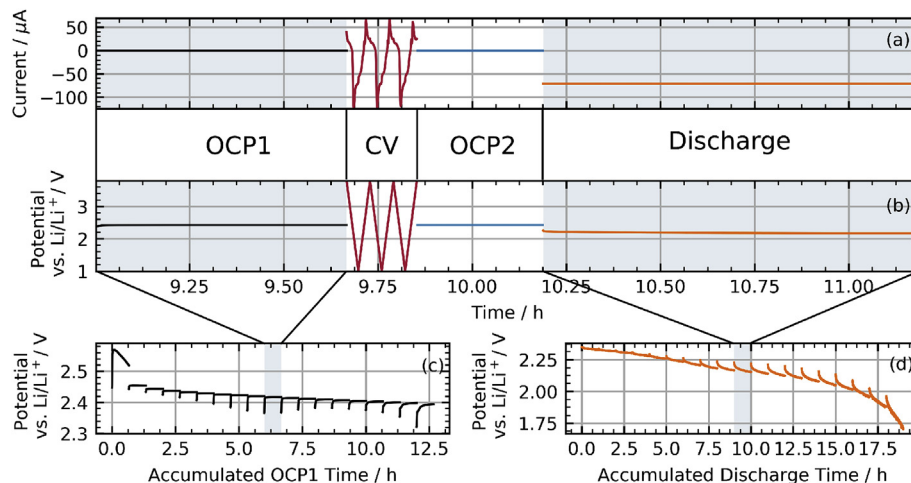 Current / µA
50
0
−50
−100
(a)
OCP1
CV
OCP2
Discharge
Potential
vs. Li/Li⁺/ V
3
2
1
(b)
9.25
9.50
9.75
10.00
10.25
10.50
10.75
11.00
Time / h
Potential
vs. Li/Li⁺/ V
2.5
2.4
2.3
(c)
0.0
2.5
5.0
7.5
10.0
12.5
Accumulated OCP1 Time / h
Potential
vs. Li/Li⁺/ V
2.25
2.00
1.75
(d)
0.0
2.5
5.0
7.5
10.0
12.5
15.0
17.5
Accumulated Discharge Time / h